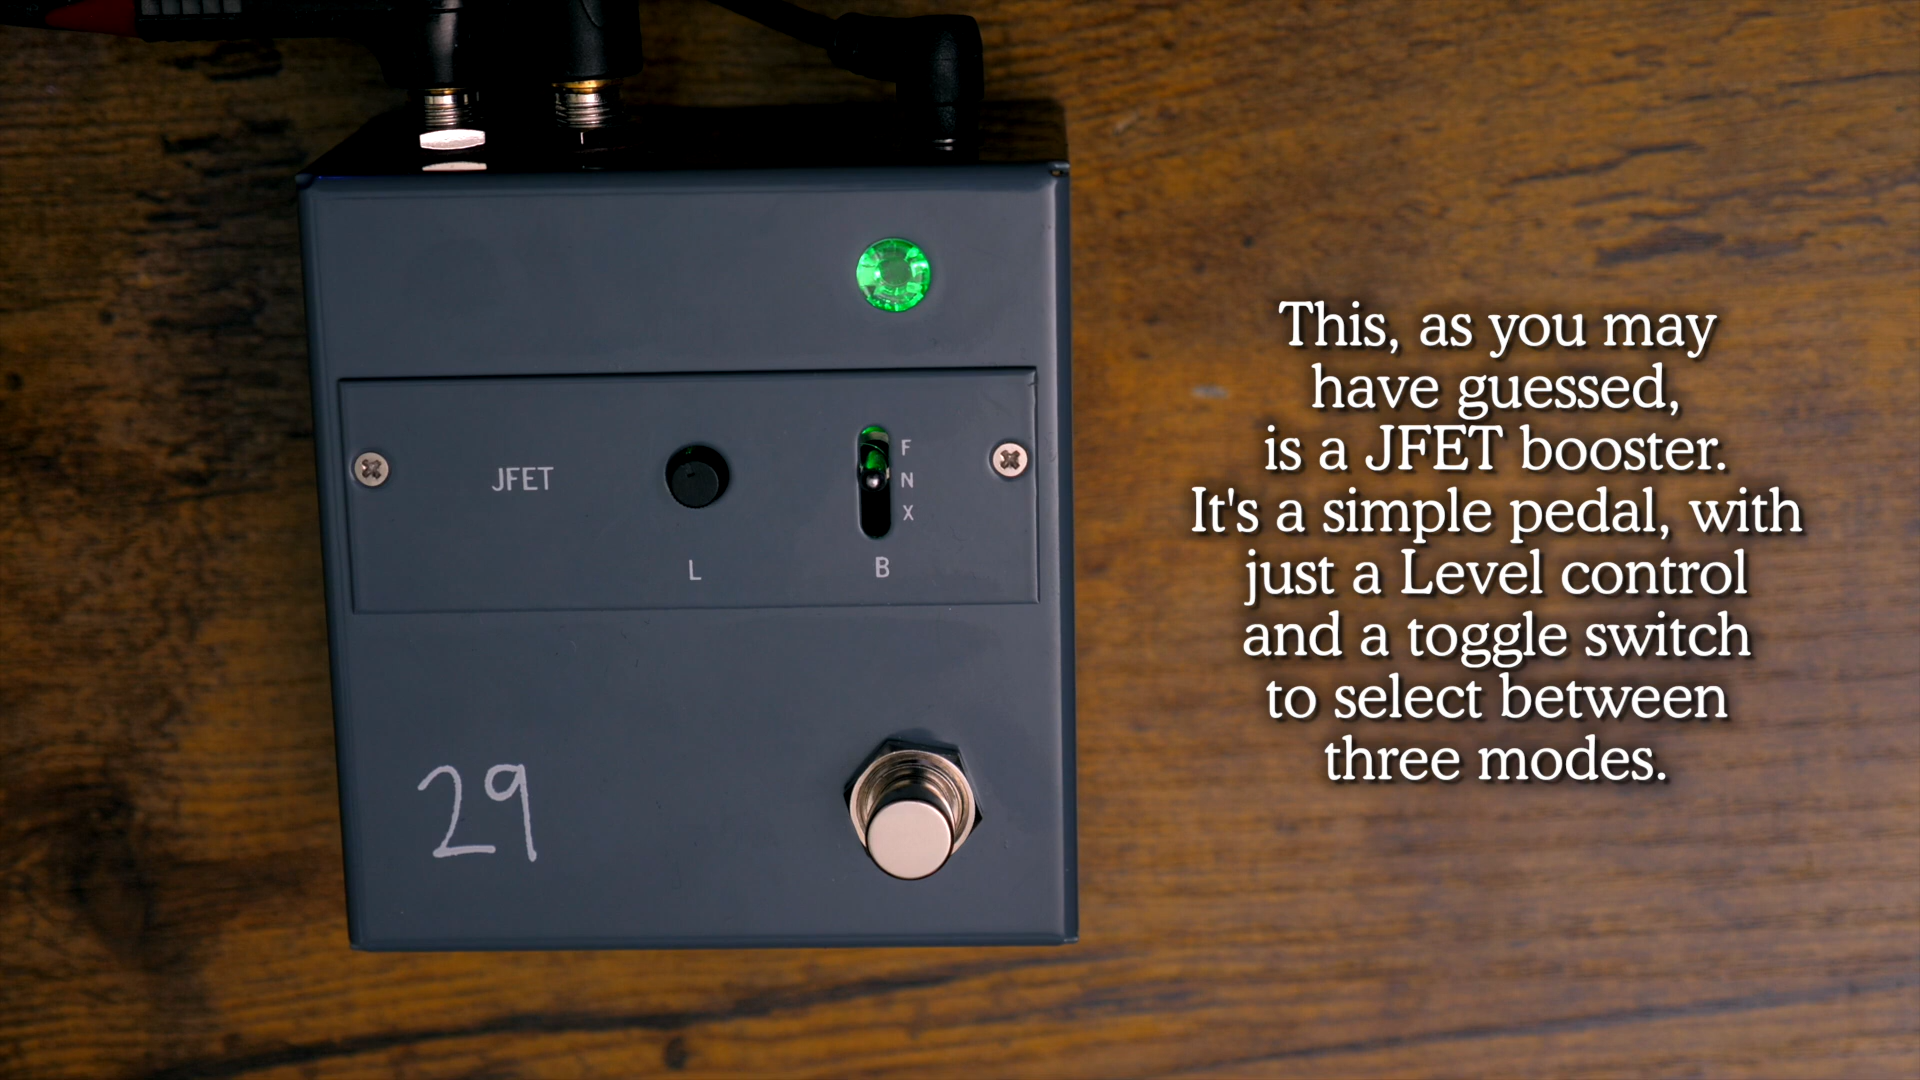 This, as you may
have guessed,
is a JFET booster.
It's a simple pedal, with
just a Level control
and a toggle switch
to select between
three modes.
JFET
F
N
X
L
B
29